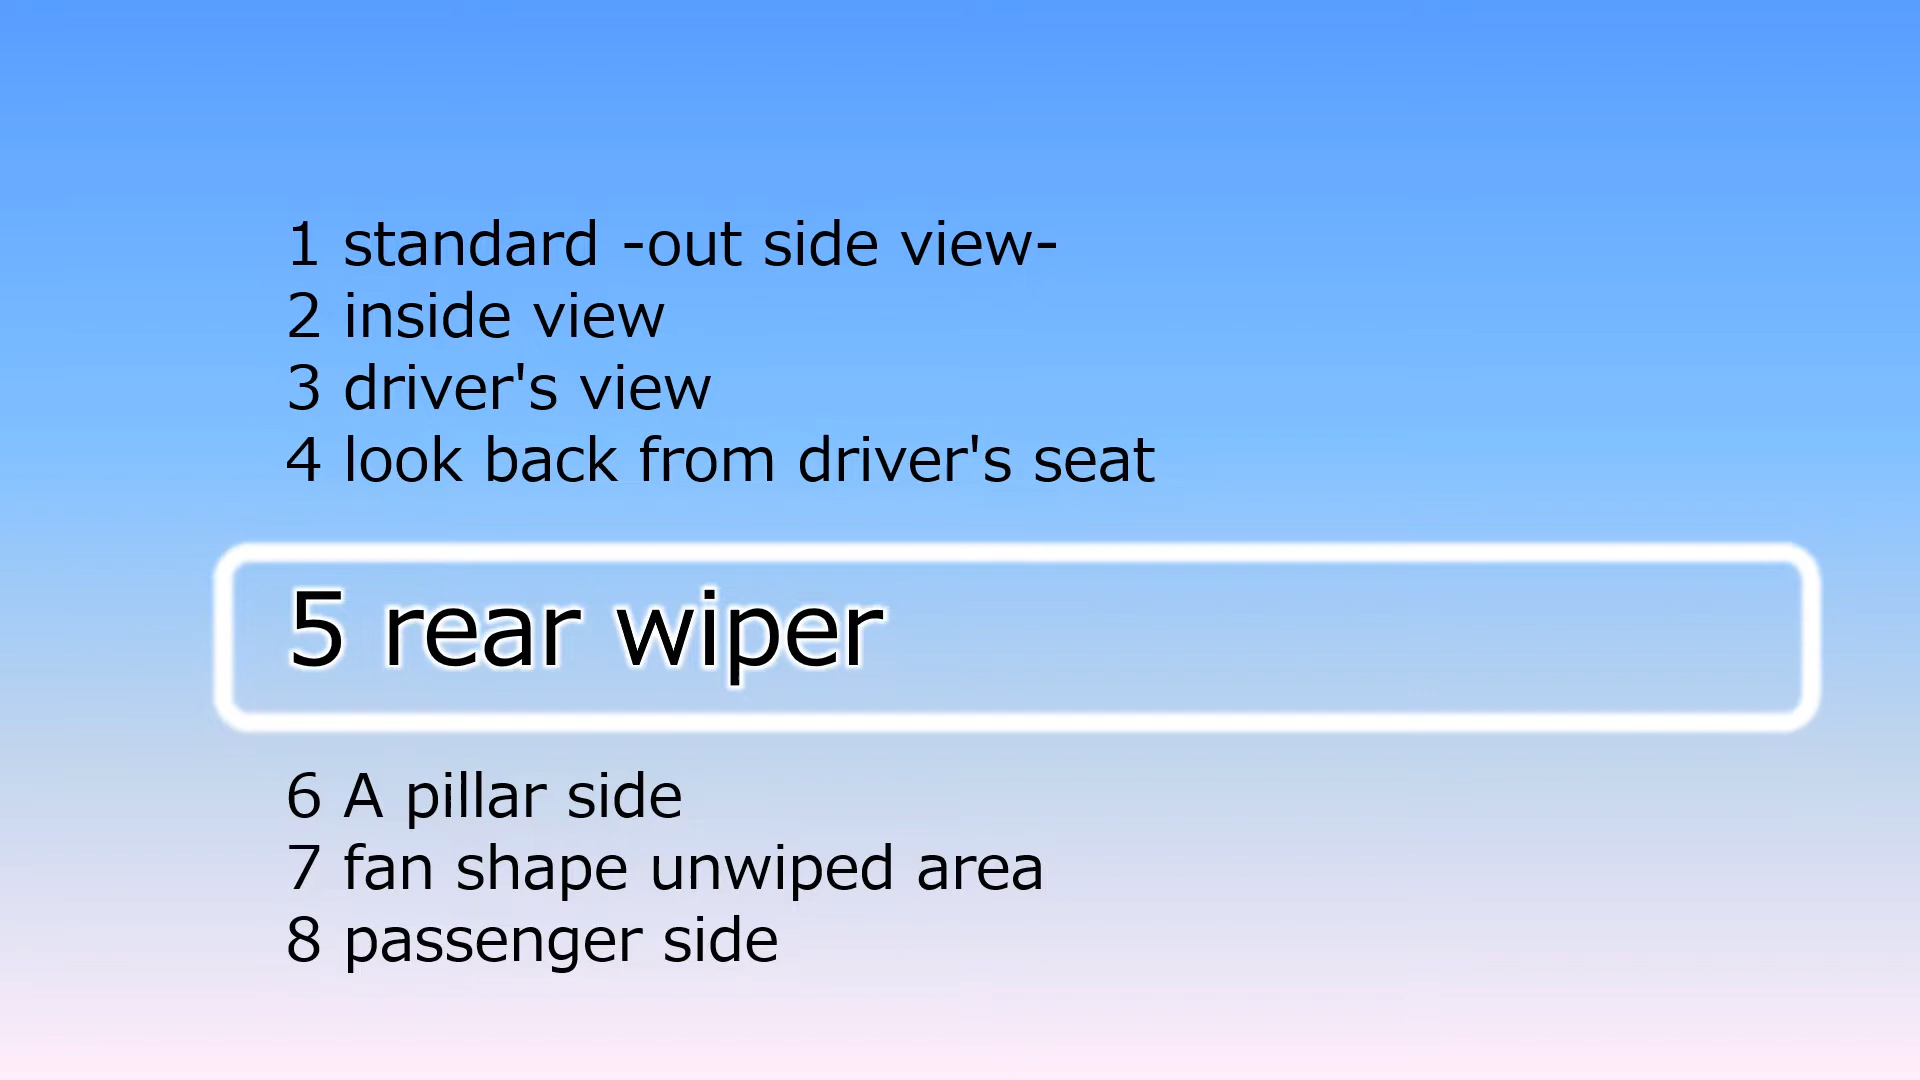 1 standard -out side view-
2 inside view
3 driver's view
4 look back from driver's seat
5 rear wiper
6 A pillar side
7 fan shape unwiped area
8 passenger side